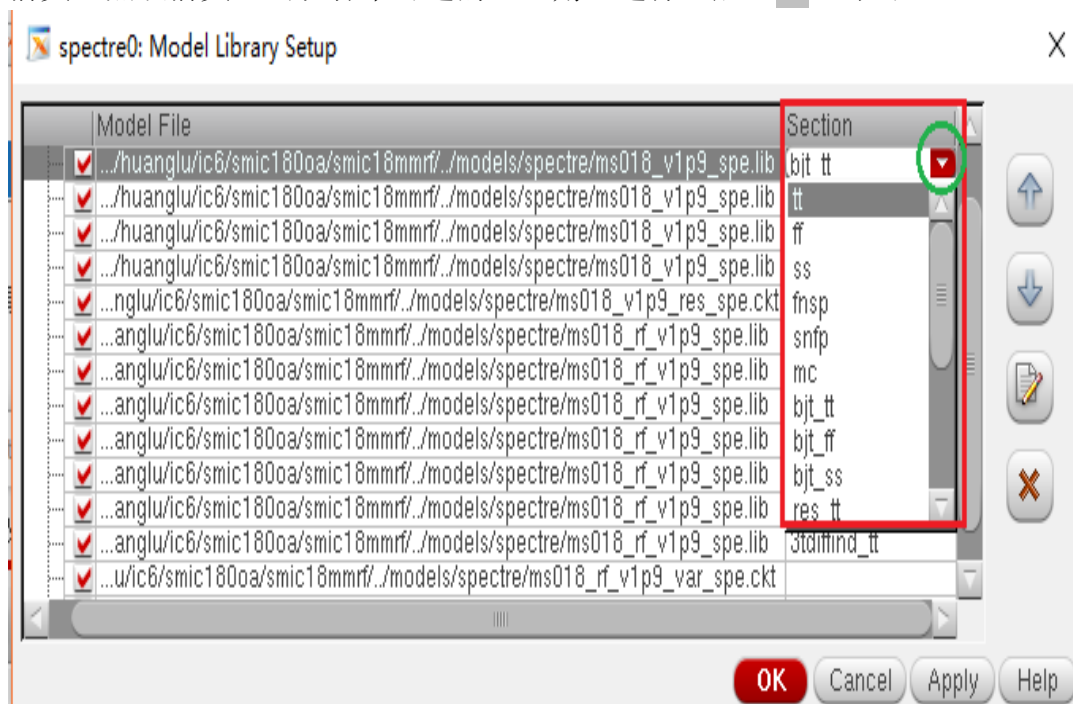 spectre0: Model Library Setup
Model File Section
.../huanglu/ic6/smic180oa/smic18mmrf/../models/spectre/ms018_v1p9_spe.lib bjt_tt
.../huanglu/ic6/smic180oa/smic18mmrf/../models/spectre/ms018_v1p9_spe.lib tt
.../huanglu/ic6/smic180oa/smic18mmrf/../models/spectre/ms018_v1p9_spe.lib ff
.../huanglu/ic6/smic180oa/smic18mmrf/../models/spectre/ms018_v1p9_spe.lib ss
...nglu/ic6/smic180oa/smic18mmrf/../models/spectre/ms018_v1p9_res_spe.ckt fnsp
...anglu/ic6/smic180oa/smic18mmrf/../models/spectre/ms018_rf_v1p9_spe.lib snfp
...anglu/ic6/smic180oa/smic18mmrf/../models/spectre/ms018_rf_v1p9_spe.lib mc
...anglu/ic6/smic180oa/smic18mmrf/../models/spectre/ms018_rf_v1p9_spe.lib bjt_tt
...anglu/ic6/smic180oa/smic18mmrf/../models/spectre/ms018_rf_v1p9_spe.lib bjt_ff
...anglu/ic6/smic180oa/smic18mmrf/../models/spectre/ms018_rf_v1p9_spe.lib bjt_ss
...anglu/ic6/smic180oa/smic18mmrf/../models/spectre/ms018_rf_v1p9_spe.lib res_tt
...anglu/ic6/smic180oa/smic18mmrf/../models/spectre/ms018_rf_v1p9_spe.lib 3tdiffind_tt
...u/ic6/smic180oa/smic18mmrf/../models/spectre/ms018_rf_v1p9_var_spe.ckt
OK Cancel Apply Help